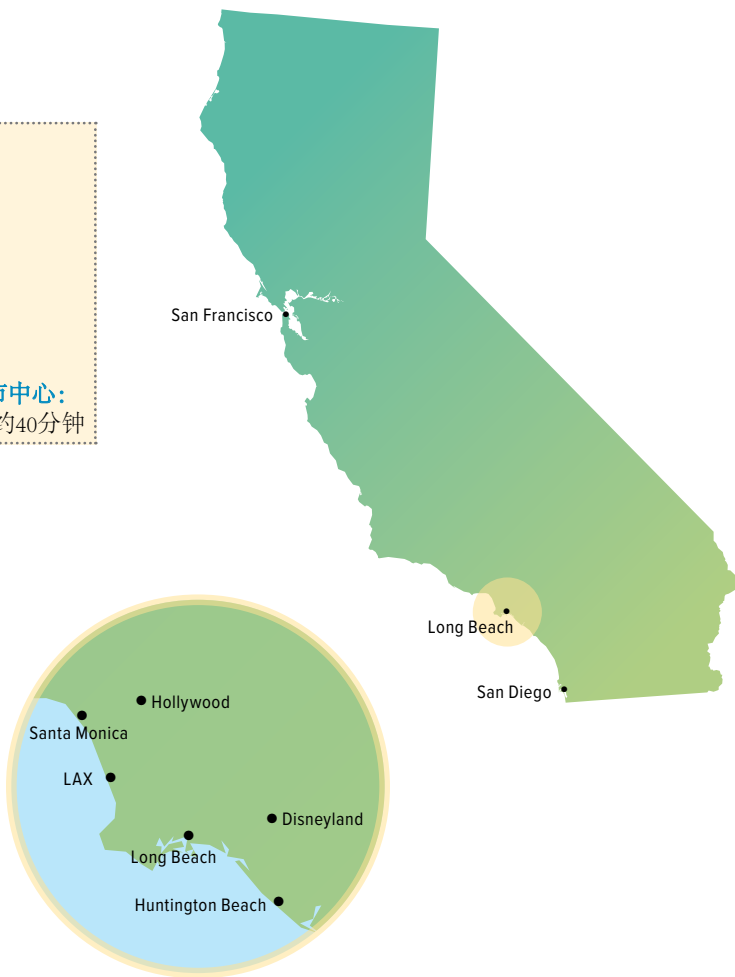 San Francisco
市中心：
约40分钟
Long Beach
San Diego
Hollywood
Santa Monica
LAX
Disneyland
Long Beach
Huntington Beach